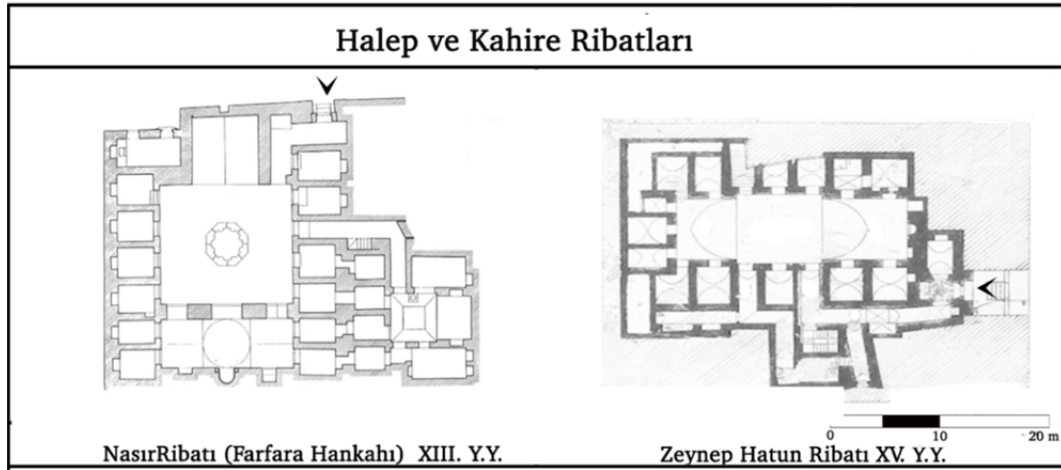 Halep ve Kahire Ribatları
0 10 20 m
NasırRibatı (Farfara Hankahı) XIII. Y.Y.
Zeynep Hatun Ribatı XV. Y.Y.